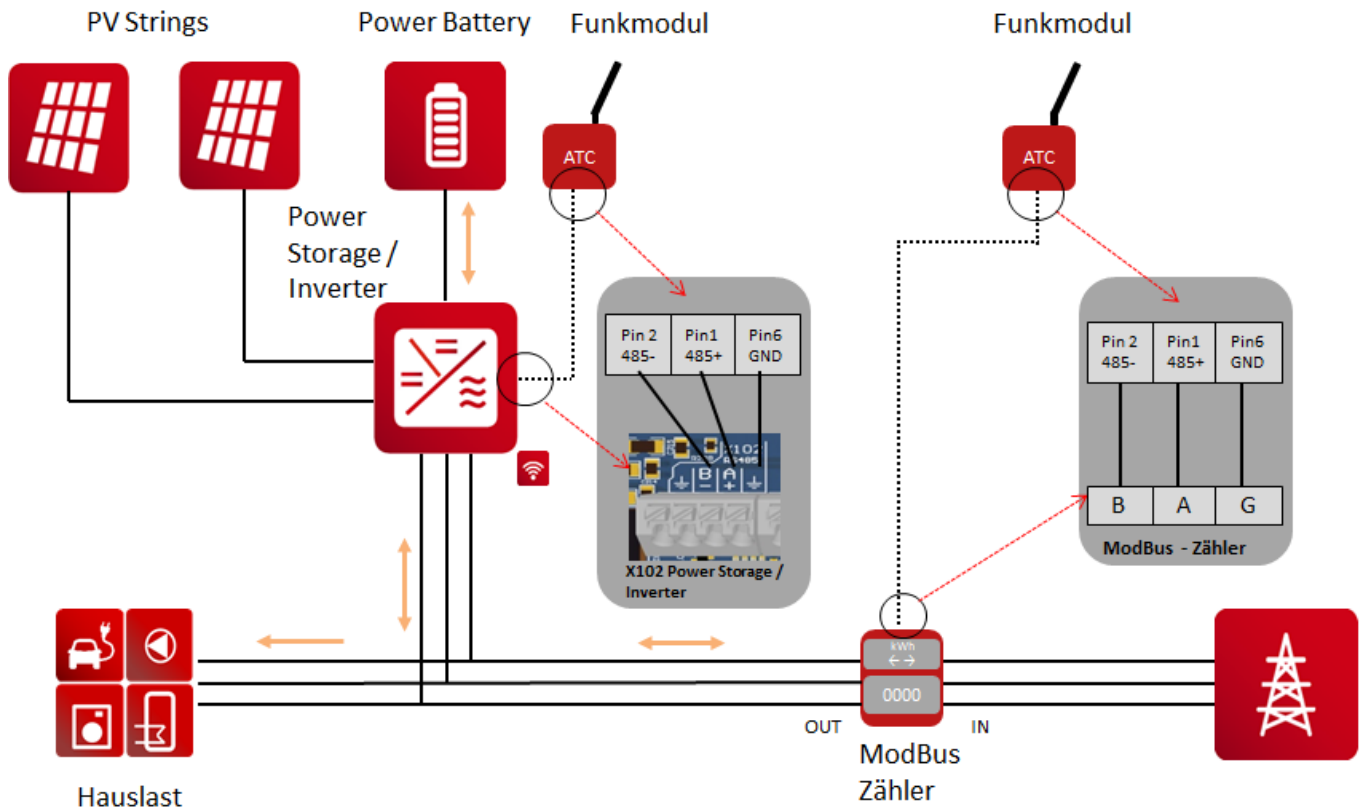 PV Strings
Power Battery
Funkmodul
Funkmodul
ATC
ATC
Power
Storage /
Inverter
Pin 2
485-
Pin1
485+
Pin6
GND
Pin 2
485-
Pin1
485+
Pin6
GND
X102
RS485
B
-
A
+
X102 Power Storage /
Inverter
B
A
G
ModBus - Zähler
kWh
←→
0000
OUT
IN
ModBus
Zähler
Hauslast